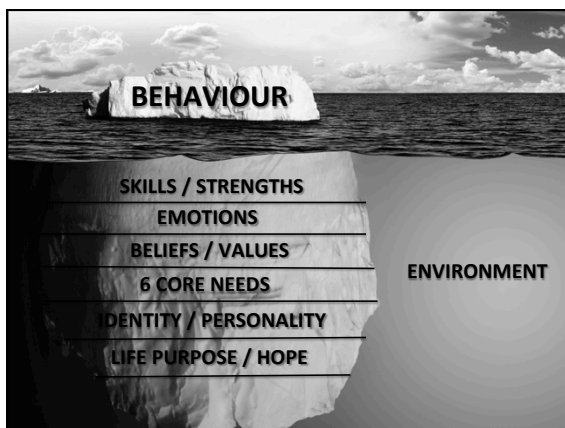 BEHAVIOUR
SKILLS / STRENGTHS
EMOTIONS
BELIEFS / VALUES
6 CORE NEEDS
ENVIRONMENT
IDENTITY / PERSONALITY
LIFE PURPOSE / HOPE